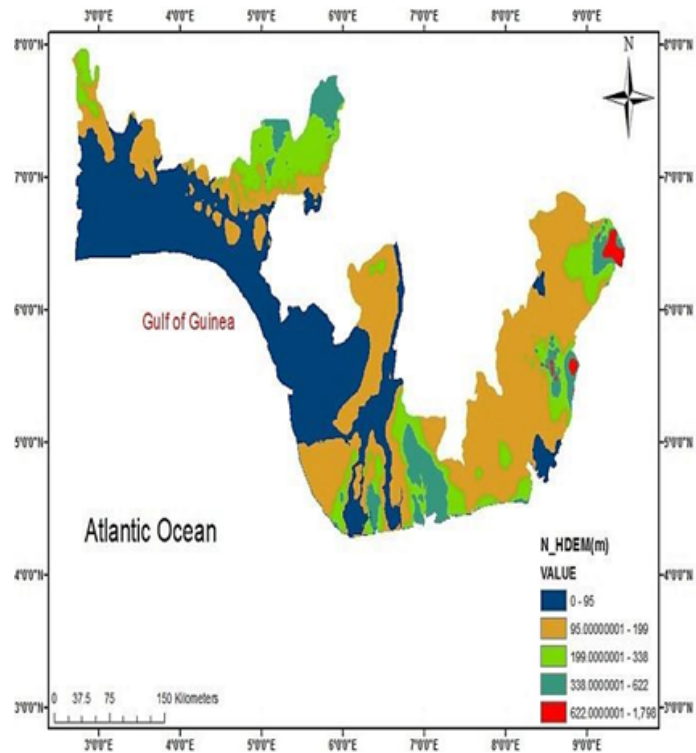 3°0'0"E 4°0'0"E 5°0'0"E 6°0'0"E 7°0'0"E 8°0'0"E 9°0'0"E
8°0'0"N 8°0'0"N
N
7°0'0"N 7°0'0"N
6°0'0"N 6°0'0"N
Gulf of Guinea
5°0'0"N 5°0'0"N
Atlantic Ocean
N_HDEM(m)
VALUE
0 - 95
95.00000001 - 199
199.0000001 - 338
338.0000001 - 622
622.0000001 - 1,798
4°0'0"N 4°0'0"N
0 37.5 75 150 Kilometers
3°0'0"N 3°0'0"N
3°0'0"E 4°0'0"E 5°0'0"E 6°0'0"E 7°0'0"E 8°0'0"E 9°0'0"E